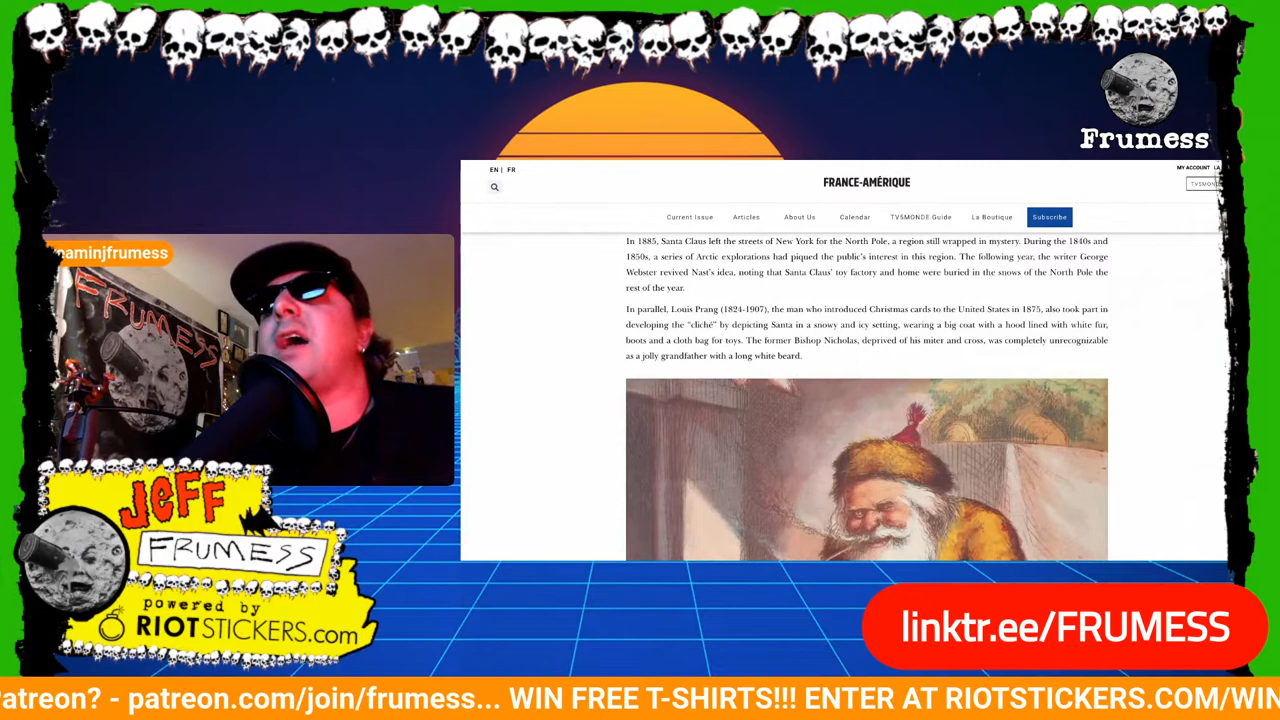 Frumess
EN | FR
MY ACCOUNT
FRANCE-AMÉRIQUE
Current Issue Articles About Us Calendar TV5MONDE Guide La Boutique Subscribe
eaminjfrumess
FRUMESS
In 1885, Santa Claus left the streets of New York for the North Pole, a region still wrapped in mystery. During the 1840s and
1850s, a series of Arctic explorations had piqued the public's interest in this region. The following year, the writer George
Webster revived Nast's idea, noting that Santa Claus' toy factory and home were buried in the snows of the North Pole the
rest of the year.
In parallel, Louis Prang (1824-1907), the man who introduced Christmas cards to the United States in 1875, also took part in
developing the "cliché" by depicting Santa in a snowy and icy setting, wearing a big coat with a hood lined with white fur,
boots and a cloth bag for toys. The former Bishop Nicholas, deprived of his miter and cross, was completely unrecognizable
as a jolly grandfather with a long white beard.
JeFF
FRUMESS
powered by
RIOTSTICKERS.com
linktr.ee/FRUMESS
Patreon? - patreon.com/join/frumess... WIN FREE T-SHIRTS!!! ENTER AT RIOTSTICKERS.COM/WIN